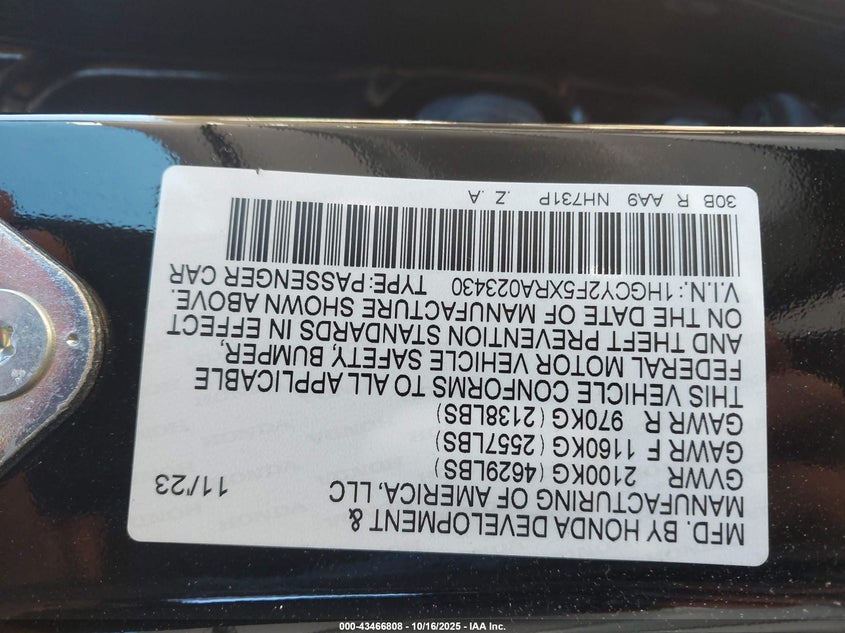 MFD. BY HONDA DEVELOPMENT &
MANUFACTURING OF AMERICA, LLC
11/'23
GVWR 2100KG (4629LBS)
GAWR F 1160KG (2557LBS)
GAWR R 970KG (2138LBS)
THIS VEHICLE CONFORMS TO ALL APPLICABLE
FEDERAL MOTOR VEHICLE SAFETY, BUMPER,
AND THEFT PREVENTION STANDARDS IN EFFECT
ON THE DATE OF MANUFACTURE SHOWN ABOVE.
V.I.N.: 1HGCY2F5XRA023430 TYPE: PASSENGER CAR
30B R AA9 NH731P .Z .A
000-43466808 - 10/16/2025 - IAA Inc.